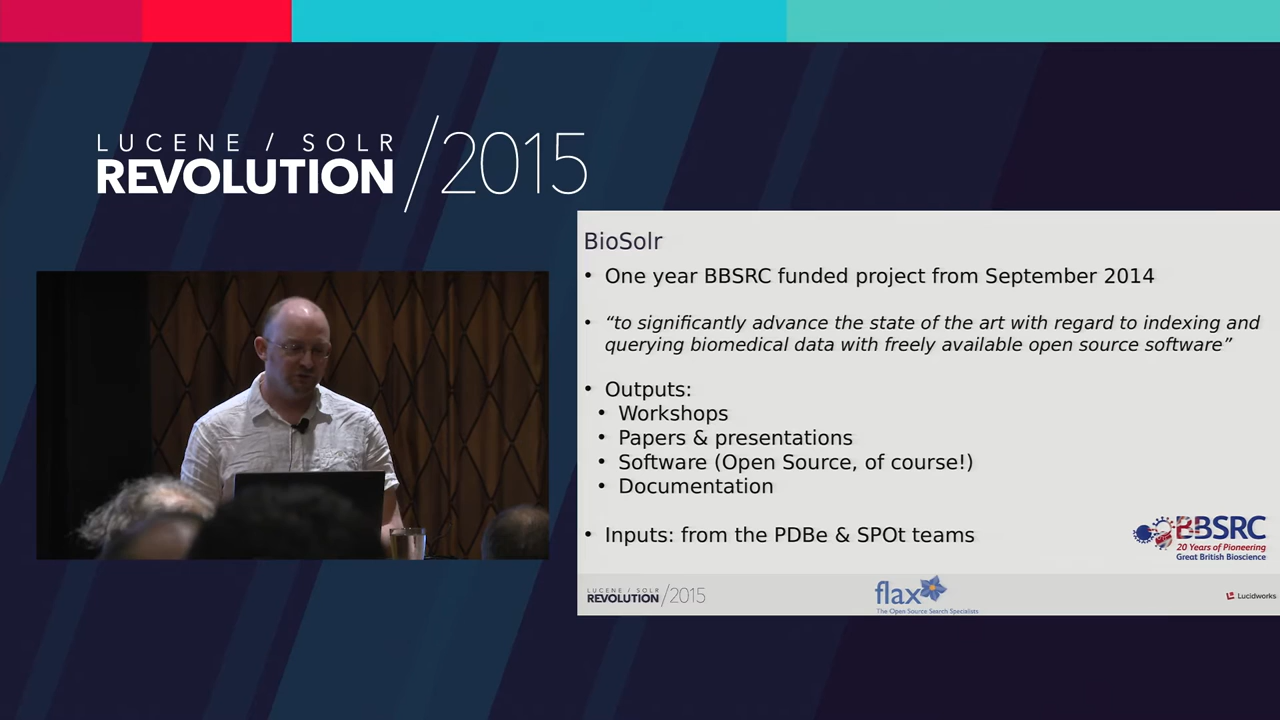 LUCENE / SOLR
REVOLUTION /2015
BioSolr
• One year BBSRC funded project from September 2014
• “to significantly advance the state of the art with regard to indexing and
querying biomedical data with freely available open source software”
• Outputs:
• Workshops
• Papers & presentations
• Software (Open Source, of course!)
• Documentation
• Inputs: from the PDBe & SPOt teams
BBSRC
20 Years of Pioneering
Great British Bioscience
LUCENE / SOLR
REVOLUTION /2015
flax
The Open Source Search Specialists
Lucidworks